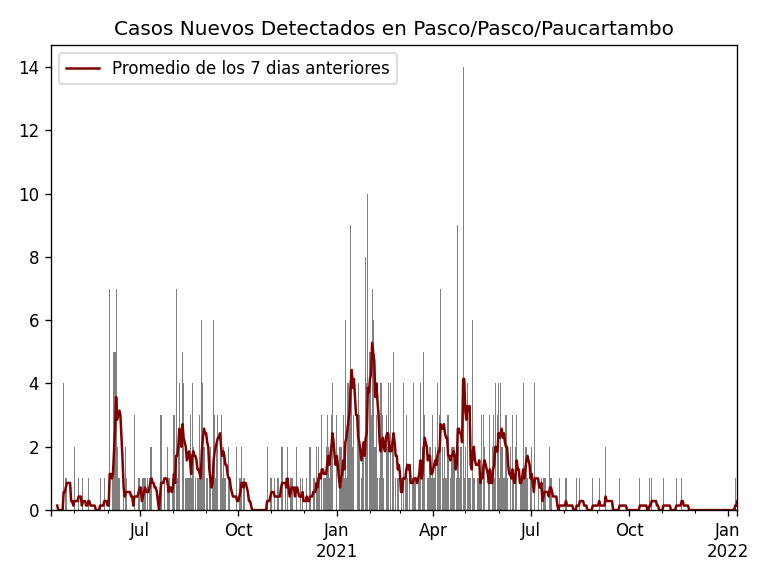 Casos Nuevos Detectados en Pasco/Pasco/Paucartambo
Promedio de los 7 dias anteriores
14
12
10
8
6
4
2
0
Jul
Oct
Jan
2021
Apr
Jul
Oct
Jan
2022